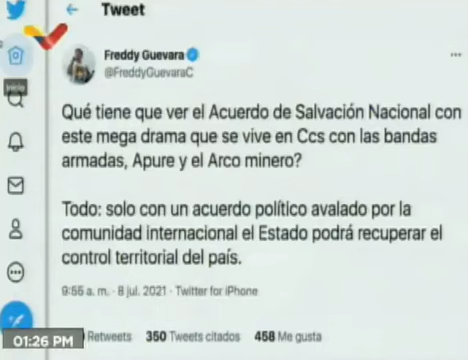 Tweet
Freddy Guevara
@FreddyGuevaraC
Inicio
Qué tiene que ver el Acuerdo de Salvación Nacional con
este mega drama que se vive en Ccs con las bandas
armadas, Apure y el Arco minero?
Todo: solo con un acuerdo político avalado por la
comunidad internacional el Estado podrá recuperar el
control territorial del país.
9:56 a. m. · 8 jul. 2021 · Twitter for iPhone
01:26 PM
Retweets 350 Tweets citados 458 Me gusta